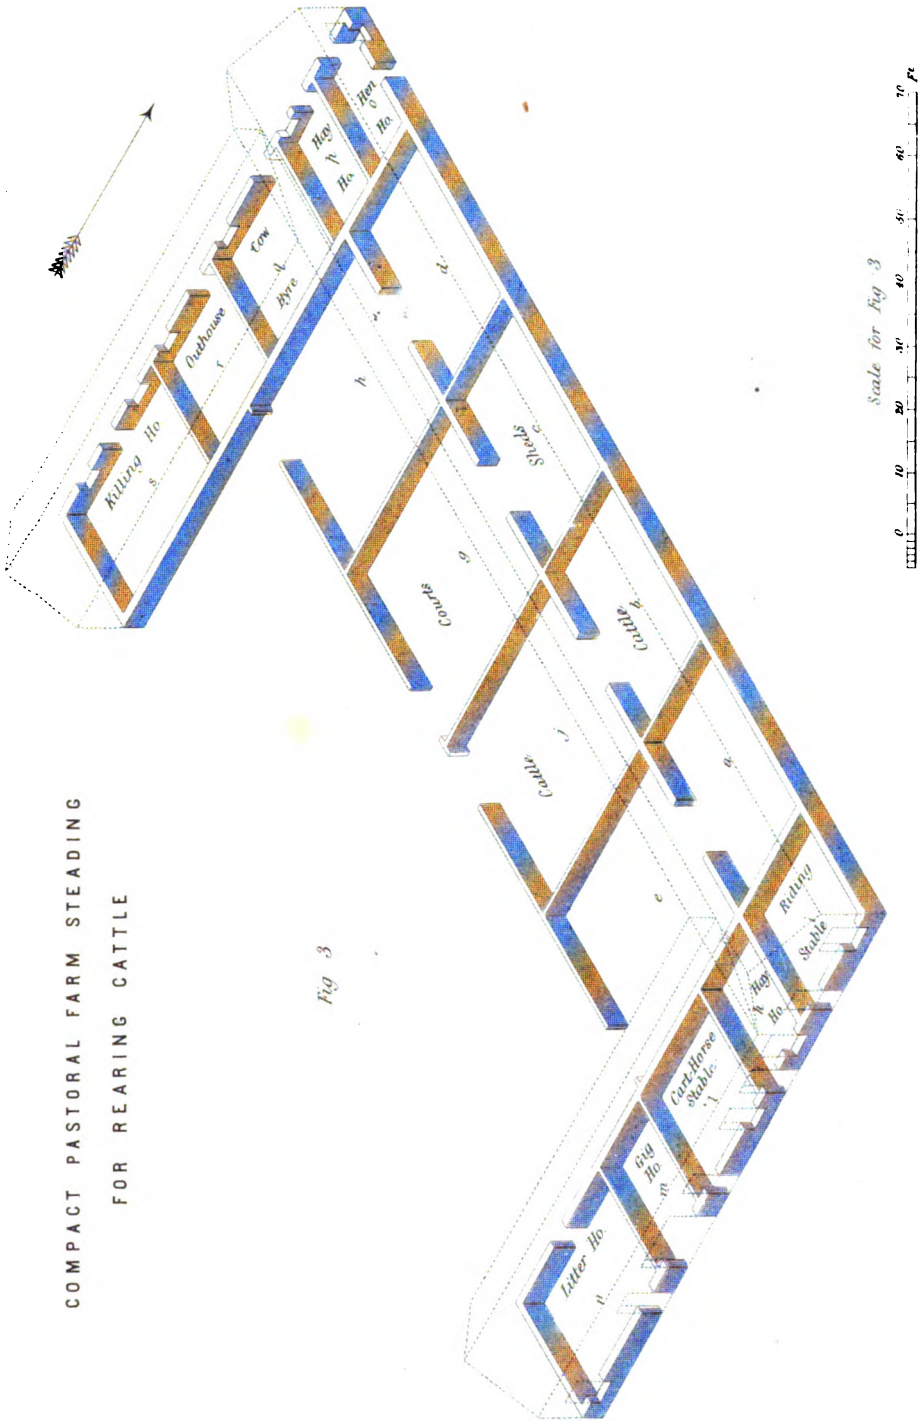 COMPACT PASTORAL FARM STEADING
FOR REARING CATTLE
Fig 3
Killing Ho
s
Outhouse
r
Cow
q
Byre
Hay
p
Ho.
Hen
o
Ho.
h
d
Courts
g
Sheds
c
Cattle
j
Cattle
b
e
a
Litter Ho.
n
Gig
Ho.
m
Cart-Horse
Stable
l
Hay
k
Ho
Riding
i
Stable
Scale for Fig 3
0 10 20 30 40 50 60 70 Ft